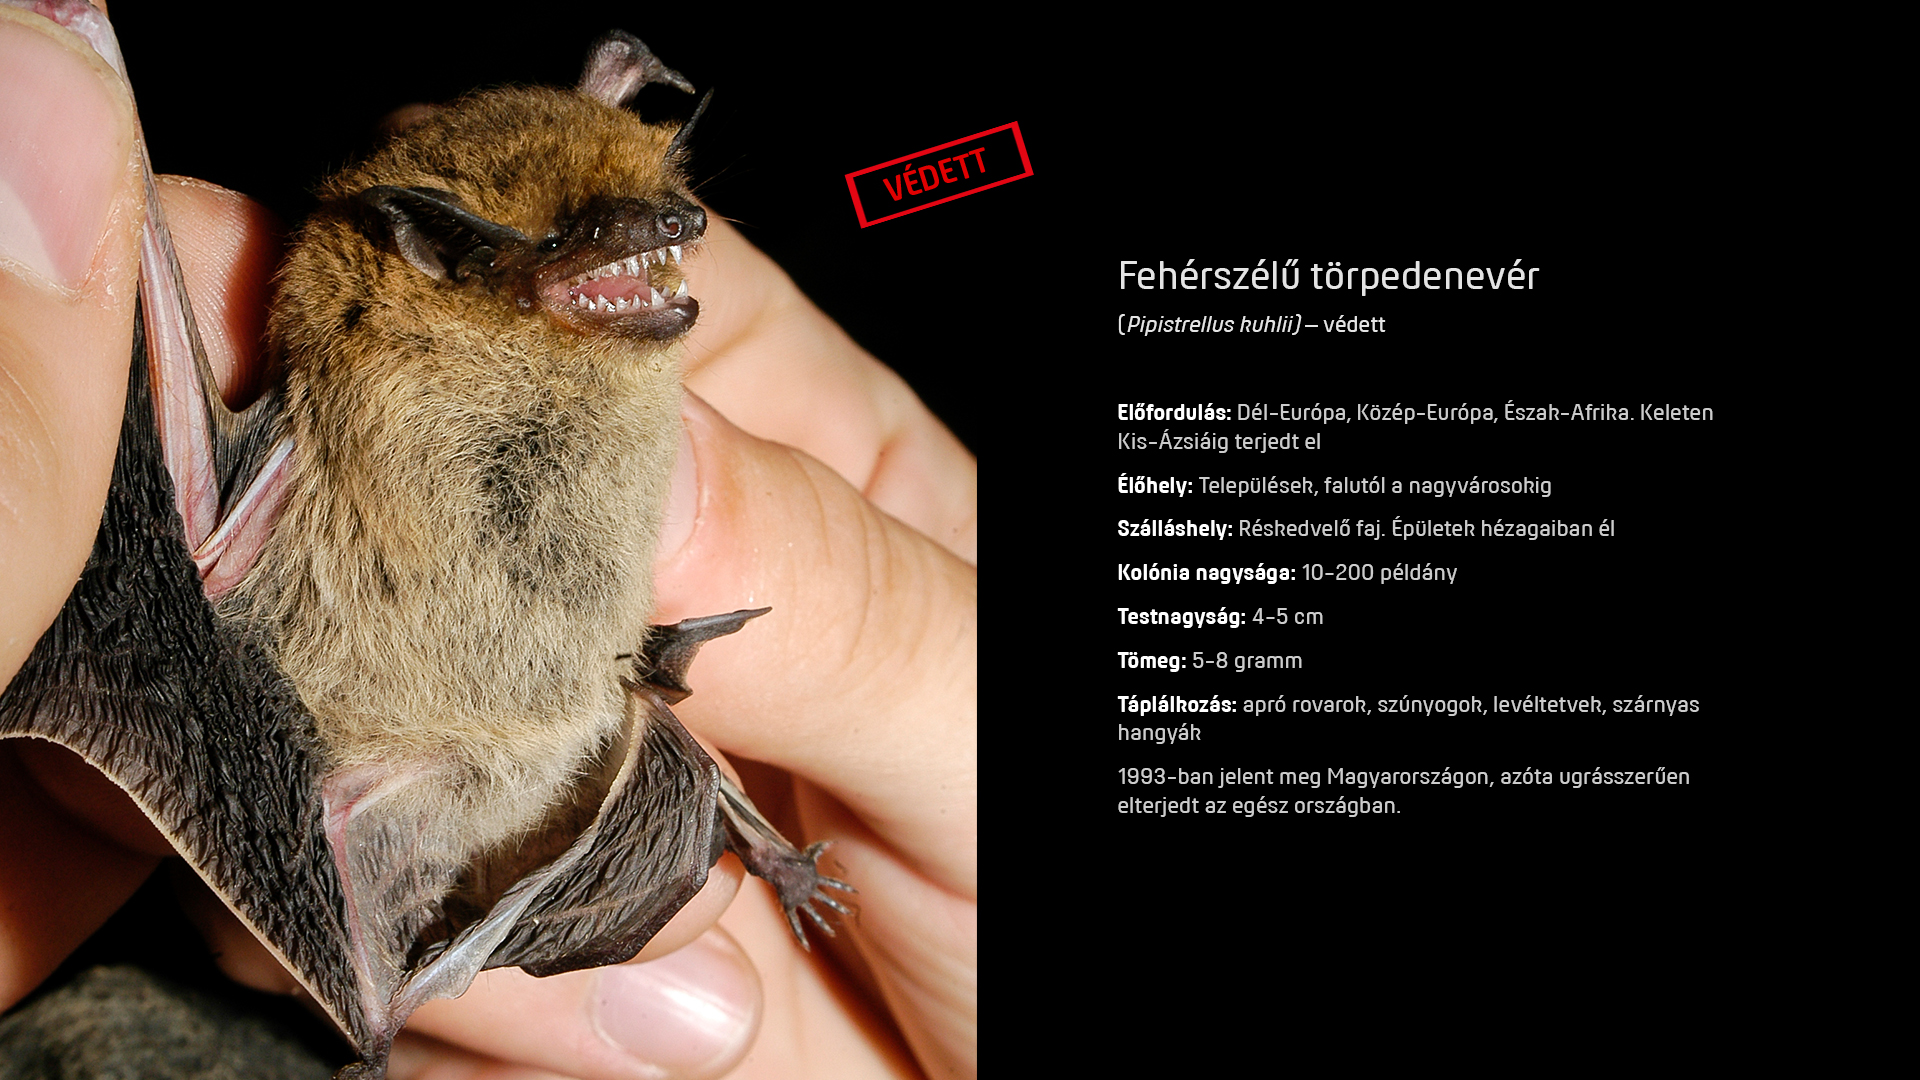 VÉDETT
Fehérszélű törpedenevér
(Pipistrellus kuhlii) – védett
Előfordulás: Dél-Európa, Közép-Európa, Észak-Afrika. Keleten
Kis-Ázsiáig terjedt el
Élőhely: Települések, falutól a nagyvárosokig
Szálláshely: Réskedvelő faj. Épületek hézagaiban él
Kolónia nagysága: 10-200 példány
Testnagyság: 4-5 cm
Tömeg: 5-8 gramm
Táplálkozás: apró rovarok, szúnyogok, levéltetvek, szárnyas
hangyák
1993-ban jelent meg Magyarországon, azóta ugrásszerűen
elterjedt az egész országban.